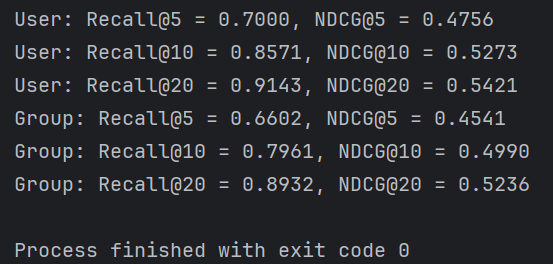 User: Recall@5 = 0.7000, NDCG@5 = 0.4756
User: Recall@10 = 0.8571, NDCG@10 = 0.5273
User: Recall@20 = 0.9143, NDCG@20 = 0.5421
Group: Recall@5 = 0.6602, NDCG@5 = 0.4541
Group: Recall@10 = 0.7961, NDCG@10 = 0.4990
Group: Recall@20 = 0.8932, NDCG@20 = 0.5236
Process finished with exit code 0